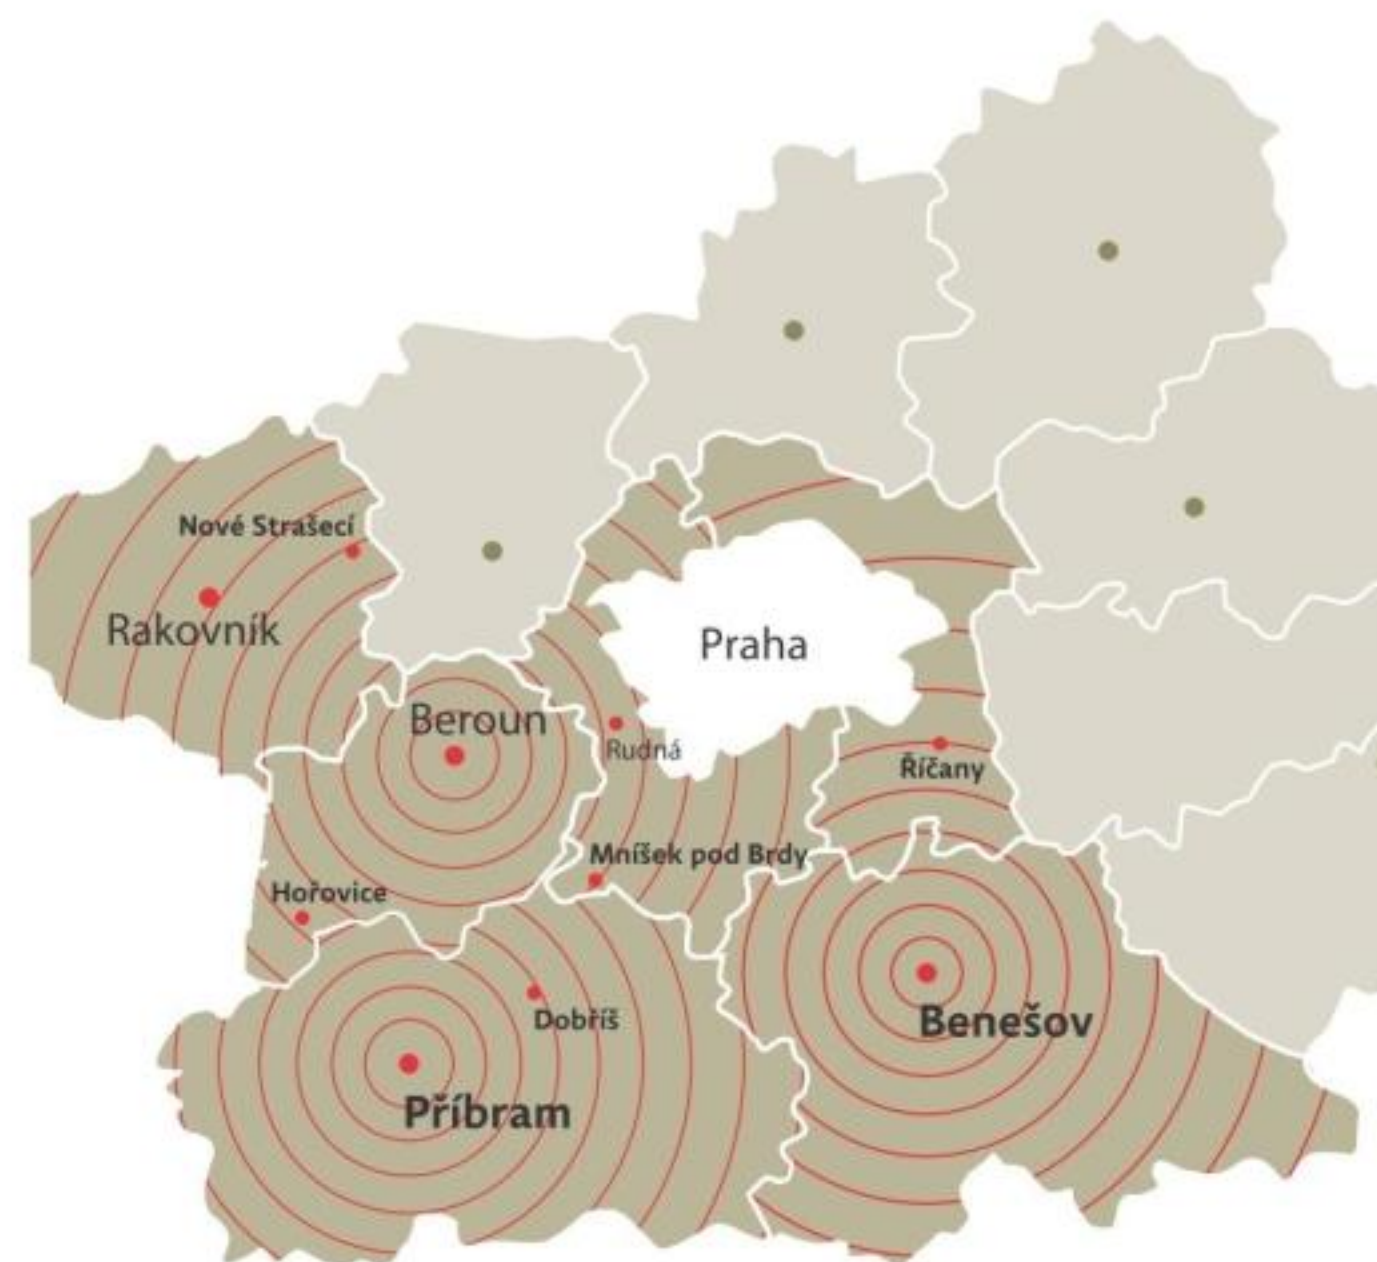 Nové Strašecí
Rakovník
Praha
Beroun
Rudná
Říčany
Mníšek pod Brdy
Hořovice
Dobříš
Benešov
Příbram